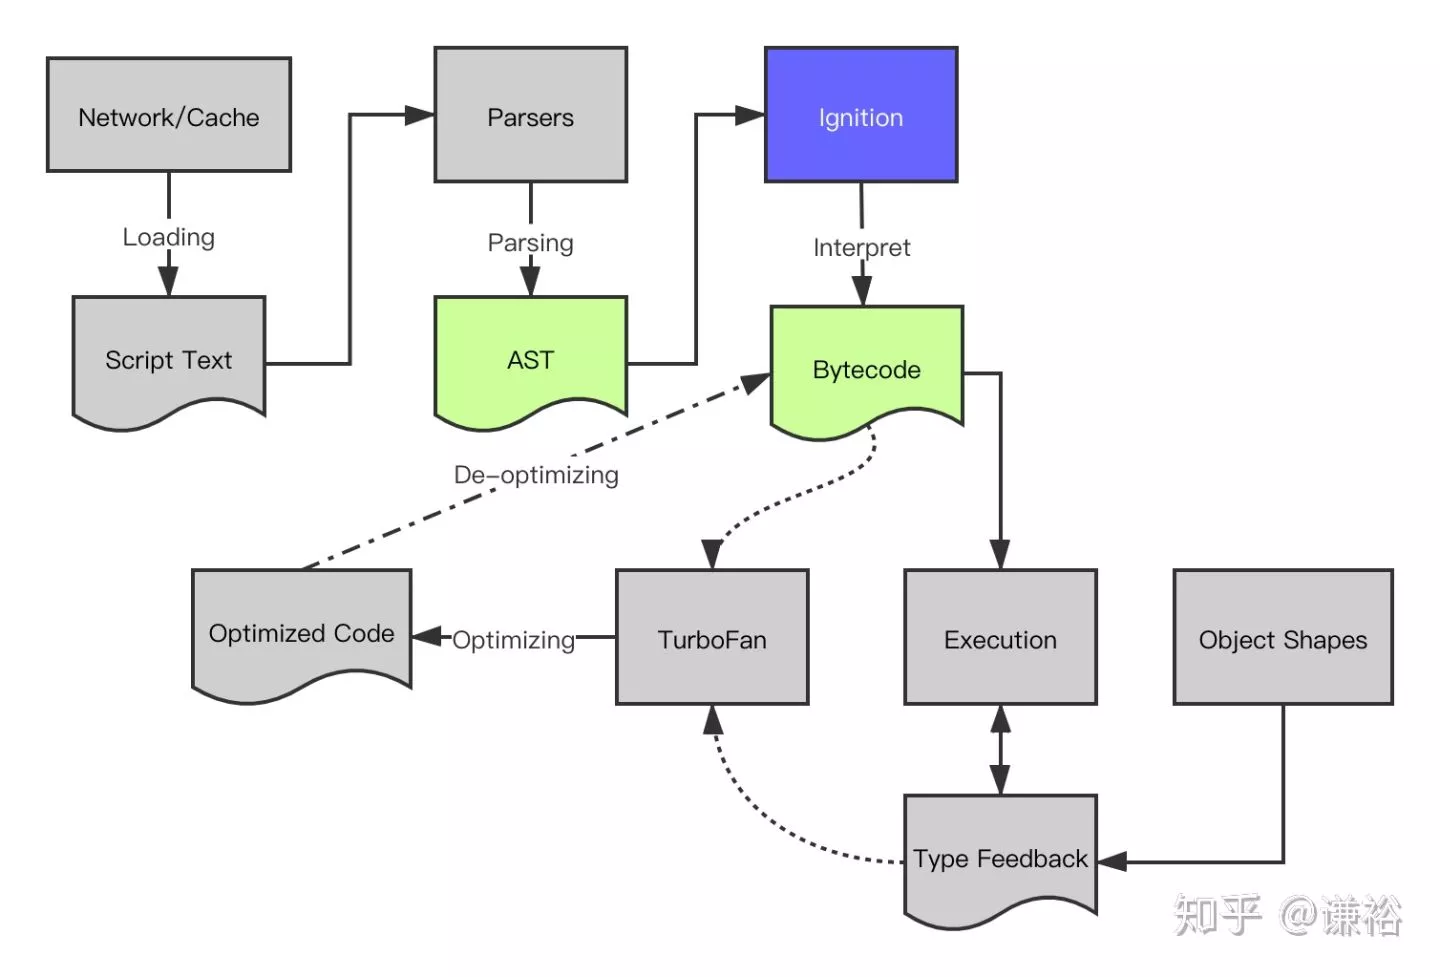 Network/Cache
Parsers
Ignition
Loading
Parsing
Interpret
Script Text
AST
Bytecode
De-optimizing
Optimized Code
Optimizing
TurboFan
Execution
Object Shapes
Type Feedback
知乎 @谦裕